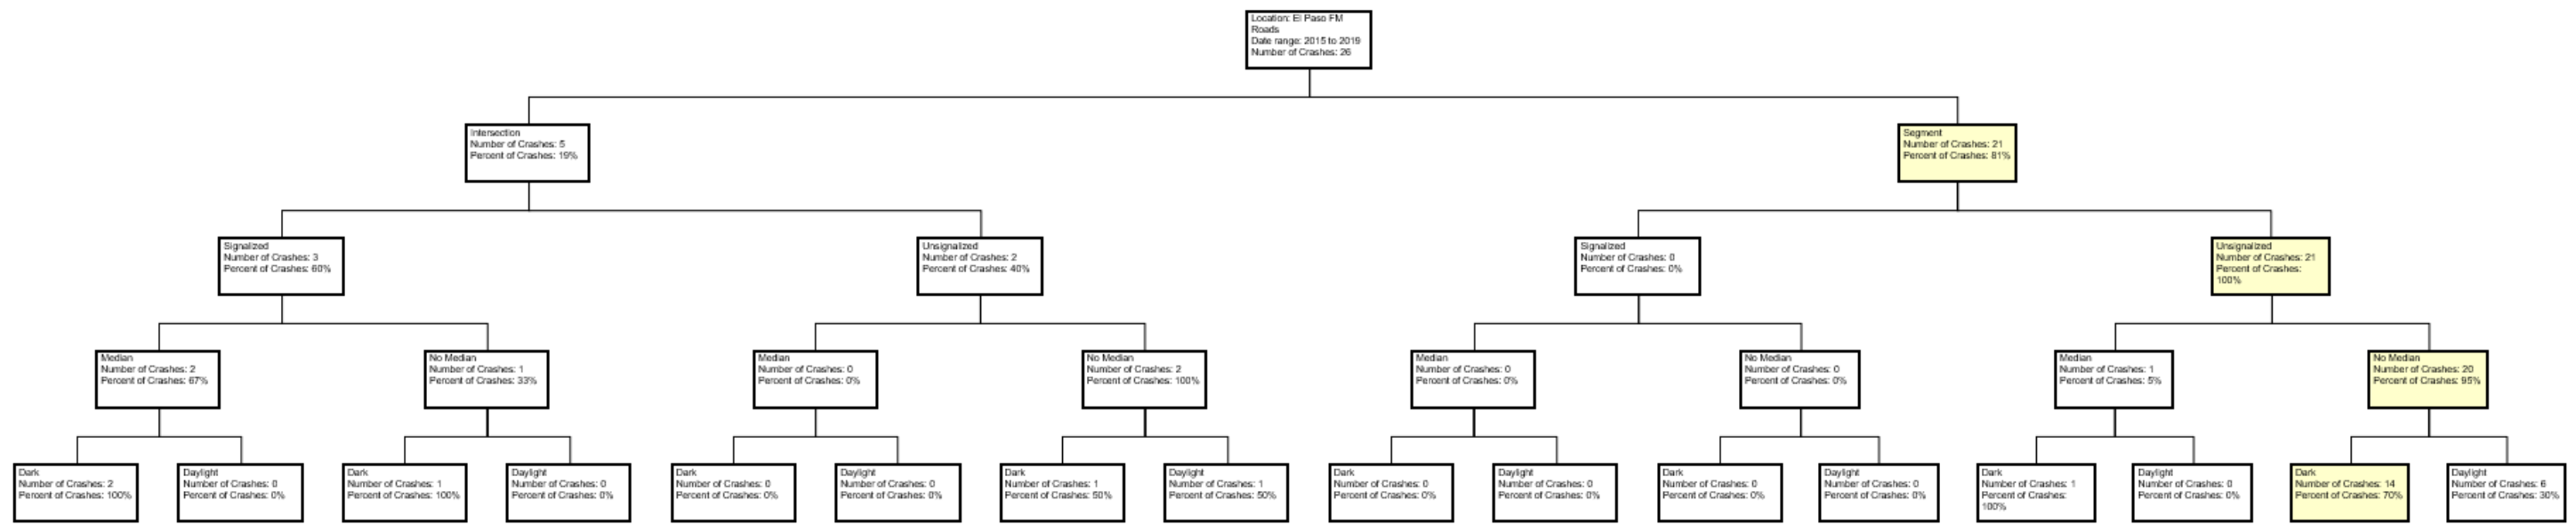 Location: El Paso FM
Roads
Date range: 2015 to 2019
Number of Crashes: 26
Intersection
Number of Crashes: 5
Percent of Crashes: 19%
Segment
Number of Crashes: 21
Percent of Crashes: 81%
Signalized
Number of Crashes: 3
Percent of Crashes: 60%
Unsignalized
Number of Crashes: 2
Percent of Crashes: 40%
Signalized
Number of Crashes: 0
Percent of Crashes: 0%
Unsignalized
Number of Crashes: 21
Percent of Crashes:
100%
Median
Number of Crashes: 2
Percent of Crashes: 67%
No Median
Number of Crashes: 1
Percent of Crashes: 33%
Median
Number of Crashes: 0
Percent of Crashes: 0%
No Median
Number of Crashes: 2
Percent of Crashes: 100%
Median
Number of Crashes: 0
Percent of Crashes: 0%
No Median
Number of Crashes: 0
Percent of Crashes: 0%
Median
Number of Crashes: 1
Percent of Crashes: 5%
No Median
Number of Crashes: 20
Percent of Crashes: 95%
Dark
Number of Crashes: 2
Percent of Crashes: 100%
Daylight
Number of Crashes: 0
Percent of Crashes: 0%
Dark
Number of Crashes: 1
Percent of Crashes: 100%
Daylight
Number of Crashes: 0
Percent of Crashes: 0%
Dark
Number of Crashes: 0
Percent of Crashes: 0%
Daylight
Number of Crashes: 0
Percent of Crashes: 0%
Dark
Number of Crashes: 1
Percent of Crashes: 50%
Daylight
Number of Crashes: 1
Percent of Crashes: 50%
Dark
Number of Crashes: 0
Percent of Crashes: 0%
Daylight
Number of Crashes: 0
Percent of Crashes: 0%
Dark
Number of Crashes: 0
Percent of Crashes: 0%
Daylight
Number of Crashes: 0
Percent of Crashes: 0%
Dark
Number of Crashes: 1
Percent of Crashes:
100%
Daylight
Number of Crashes: 0
Percent of Crashes: 0%
Dark
Number of Crashes: 14
Percent of Crashes: 70%
Daylight
Number of Crashes: 6
Percent of Crashes: 30%